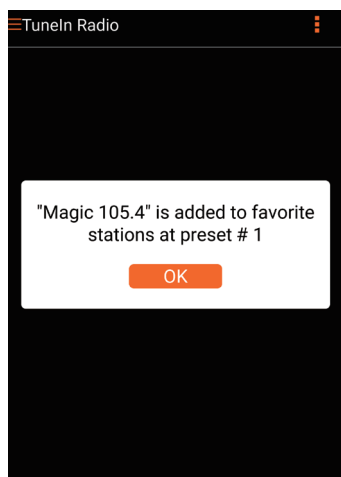 TuneIn Radio
"Magic 105.4" is added to favorite
stations at preset # 1
OK